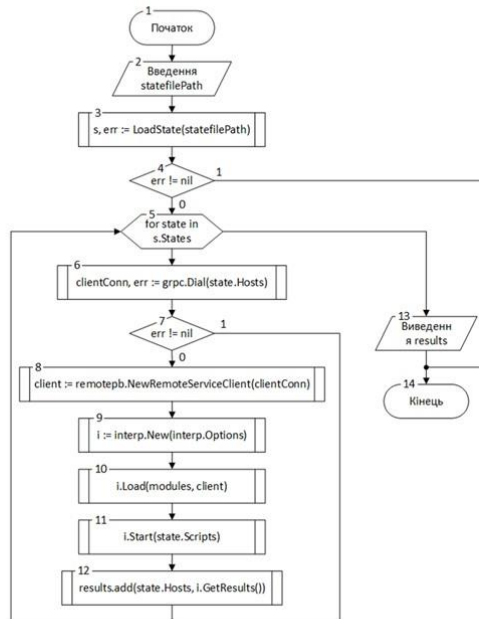 1
Початок
2
Введення
statefilePath
3
s, err := LoadState(statefilePath)
4
err != nil
1
0
5
for state in
s.States
6
clientConn, err := grpc.Dial(state.Hosts)
7
err != nil
1
0
8
client := remotepb.NewRemoteServiceClient(clientConn)
9
i := interp.New(interp.Options)
10
i.Load(modules, client)
11
i.Start(state.Scripts)
12
results.add(state.Hosts, i.GetResults())
13
Виведенн
я results
14
Кінець